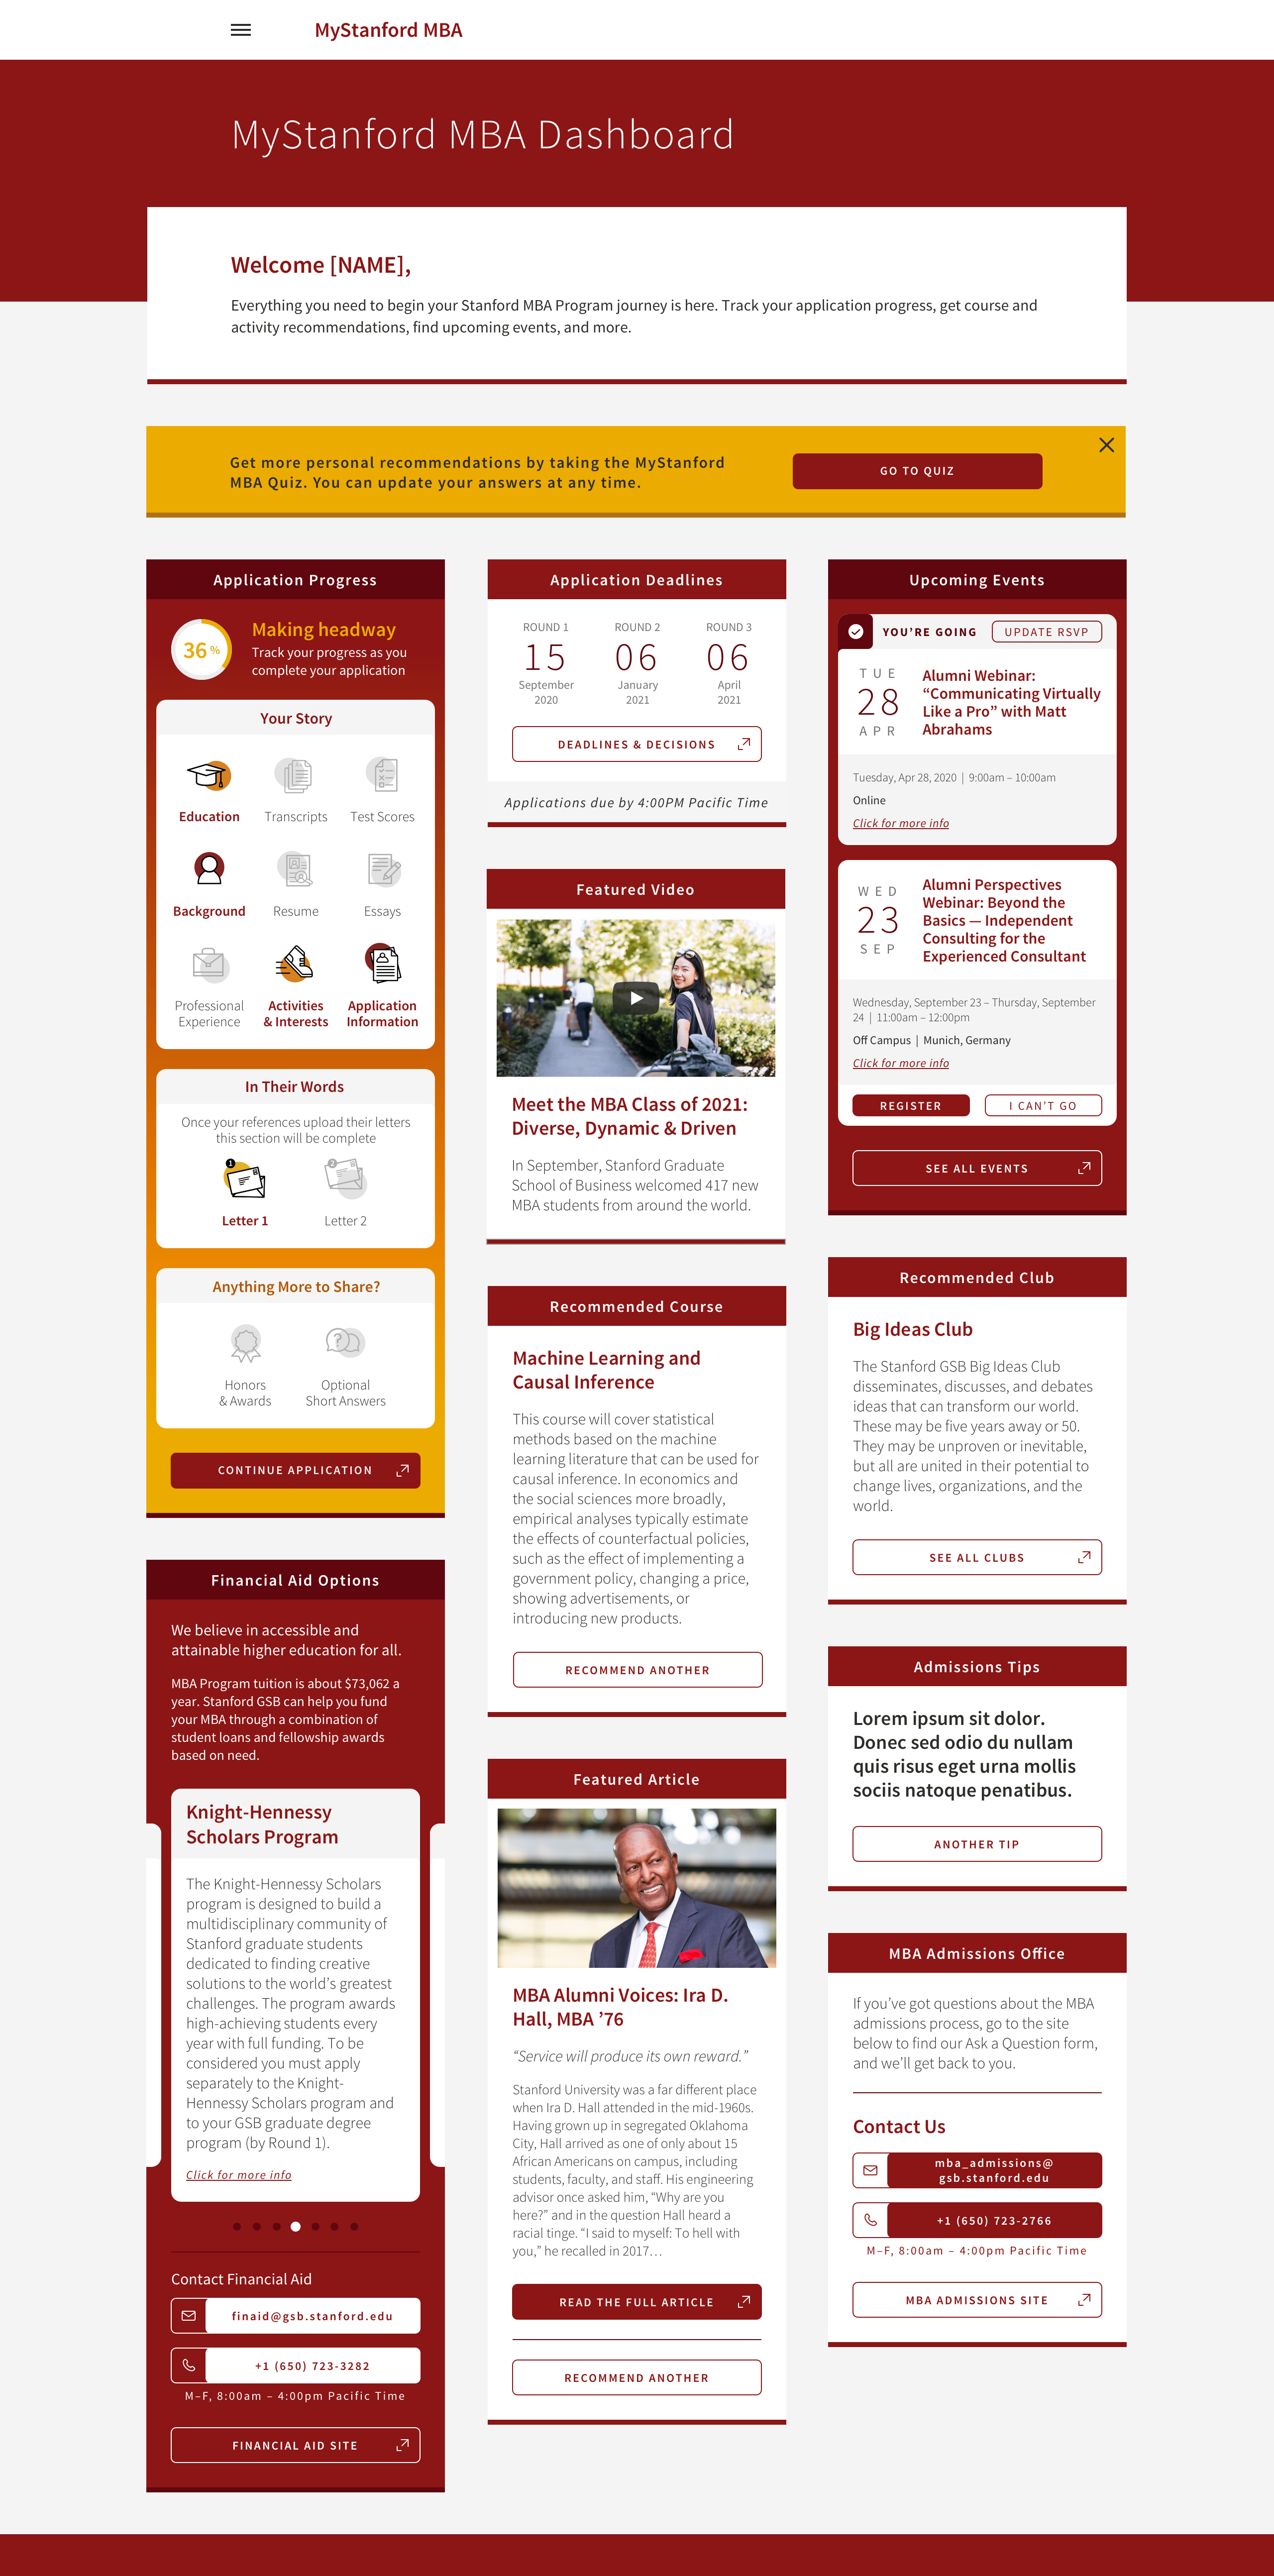 MyStanford MBA
MyStanford MBA Dashboard
Welcome [NAME],
Everything you need to begin your Stanford MBA Program journey is here. Track your application progress, get course and
activity recommendations, find upcoming events, and more.
Get more personal recommendations by taking the MyStanford
MBA Quiz. You can update your answers at any time.
GO TO QUIZ
Application Progress
36 %
Making headway
Track your progress as you
complete your application
Your Story
Education Transcripts Test Scores
Background Resume Essays
Professional
Experience
Activities
& Interests
Application
Information
In Their Words
Once your references upload their letters
this section will be complete
1
2
Letter 1 Letter 2
Anything More to Share?
Honors
& Awards
Optional
Short Answers
CONTINUE APPLICATION
Financial Aid Options
We believe in accessible and
attainable higher education for all.
MBA Program tuition is about $73,062 a
year. Stanford GSB can help you fund
your MBA through a combination of
student loans and fellowship awards
based on need.
Knight-Hennessy
Scholars Program
The Knight-Hennessy Scholars
program is designed to build a
multidisciplinary community of
Stanford graduate students
dedicated to finding creative
solutions to the world’s greatest
challenges. The program awards
high-achieving students every
year with full funding. To be
considered you must apply
separately to the Knight-
Hennessy Scholars program and
to your GSB graduate degree
program (by Round 1).
Click for more info
Contact Financial Aid
finaid@gsb.stanford.edu
+1 (650) 723-3282
M–F, 8:00am – 4:00pm Pacific Time
FINANCIAL AID SITE
Application Deadlines
ROUND 1 ROUND 2 ROUND 3
15 06 06
September January April
2020 2021 2021
DEADLINES & DECISIONS
Applications due by 4:00PM Pacific Time
Featured Video
Meet the MBA Class of 2021:
Diverse, Dynamic & Driven
In September, Stanford Graduate
School of Business welcomed 417 new
MBA students from around the world.
Recommended Course
Machine Learning and
Causal Inference
This course will cover statistical
methods based on the machine
learning literature that can be used for
causal inference. In economics and
the social sciences more broadly,
empirical analyses typically estimate
the effects of counterfactual policies,
such as the effect of implementing a
government policy, changing a price,
showing advertisements, or
introducing new products.
RECOMMEND ANOTHER
Featured Article
MBA Alumni Voices: Ira D.
Hall, MBA ’76
“Service will produce its own reward.”
Stanford University was a far different place
when Ira D. Hall attended in the mid-1960s.
Having grown up in segregated Oklahoma
City, Hall arrived as one of only about 15
African Americans on campus, including
students, faculty, and staff. His engineering
advisor once asked him, “Why are you
here?” and in the question Hall heard a
racial tinge. “I said to myself: To hell with
you,” he recalled in 2017…
READ THE FULL ARTICLE
RECOMMEND ANOTHER
Upcoming Events
YOU’RE GOING
UPDATE RSVP
TUE
28
APR
Alumni Webinar:
“Communicating Virtually
Like a Pro” with Matt
Abrahams
Tuesday, Apr 28, 2020 | 9:00am – 10:00am
Online
Click for more info
WED
23
SEP
Alumni Perspectives
Webinar: Beyond the
Basics — Independent
Consulting for the
Experienced Consultant
Wednesday, September 23 – Thursday, September
24 | 11:00am – 12:00pm
Off Campus | Munich, Germany
Click for more info
REGISTER
I CAN’T GO
SEE ALL EVENTS
Recommended Club
Big Ideas Club
The Stanford GSB Big Ideas Club
disseminates, discusses, and debates
ideas that can transform our world.
These may be five years away or 50.
They may be unproven or inevitable,
but all are united in their potential to
change lives, organizations, and the
world.
SEE ALL CLUBS
Admissions Tips
Lorem ipsum sit dolor.
Donec sed odio du nullam
quis risus eget urna mollis
sociis natoque penatibus.
ANOTHER TIP
MBA Admissions Office
If you’ve got questions about the MBA
admissions process, go to the site
below to find our Ask a Question form,
and we’ll get back to you.
Contact Us
mba_admissions@
gsb.stanford.edu
+1 (650) 723-2766
M–F, 8:00am – 4:00pm Pacific Time
MBA ADMISSIONS SITE